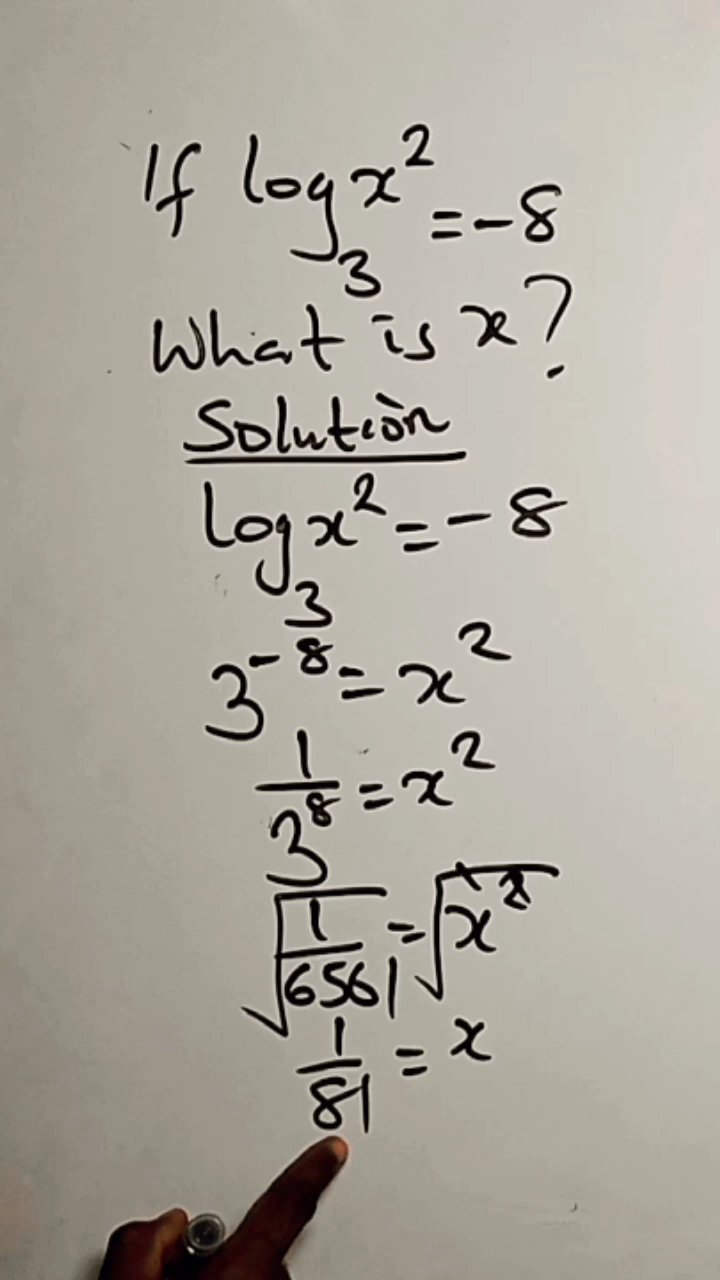 If log₃x² = -8
What is x?
Solution
log₃x² = -8
3⁻⁸ = x²
1/3⁸ = x²
√(1/6561) = √x²
1/81 = x